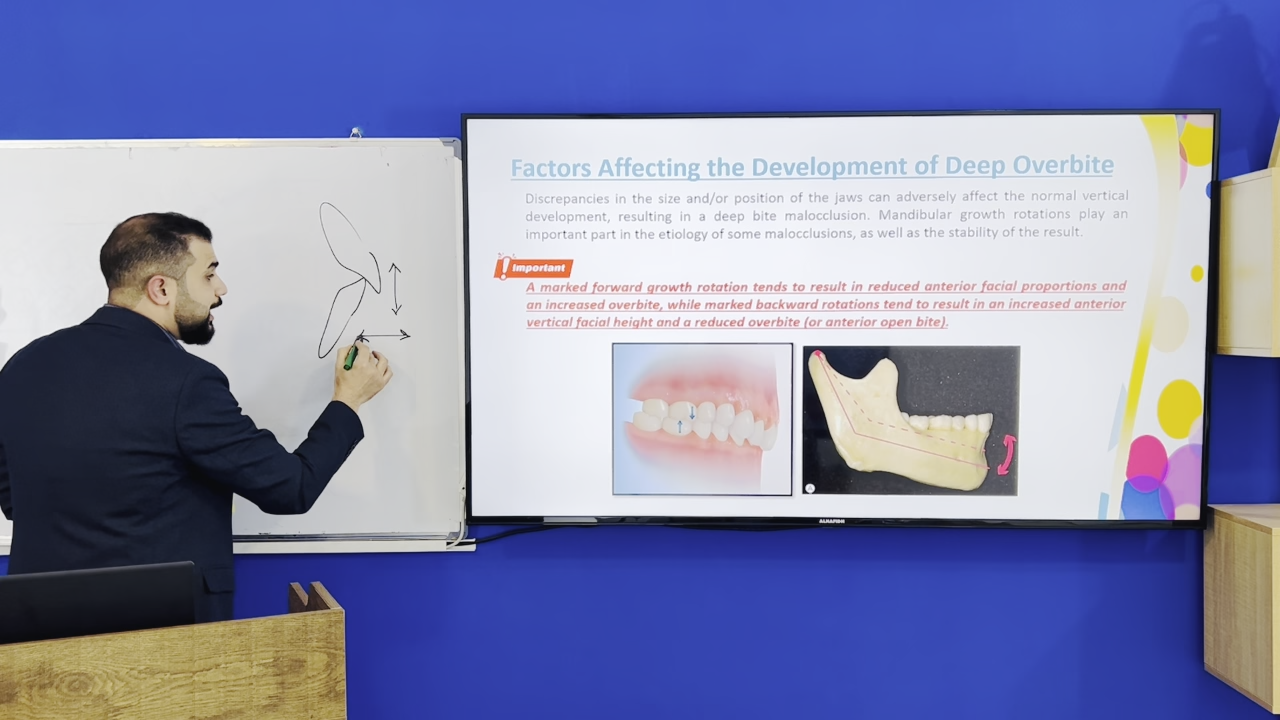 Factors Affecting the Development of Deep Overbite
Discrepancies in the size and/or position of the jaws can adversely affect the normal vertical
development, resulting in a deep bite malocclusion. Mandibular growth rotations play an
important part in the etiology of some malocclusions, as well as the stability of the result.
Important
A marked forward growth rotation tends to result in reduced anterior facial proportions and
an increased overbite, while marked backward rotations tend to result in an increased anterior
vertical facial height and a reduced overbite (or anterior open bite).
ALHAFIDH